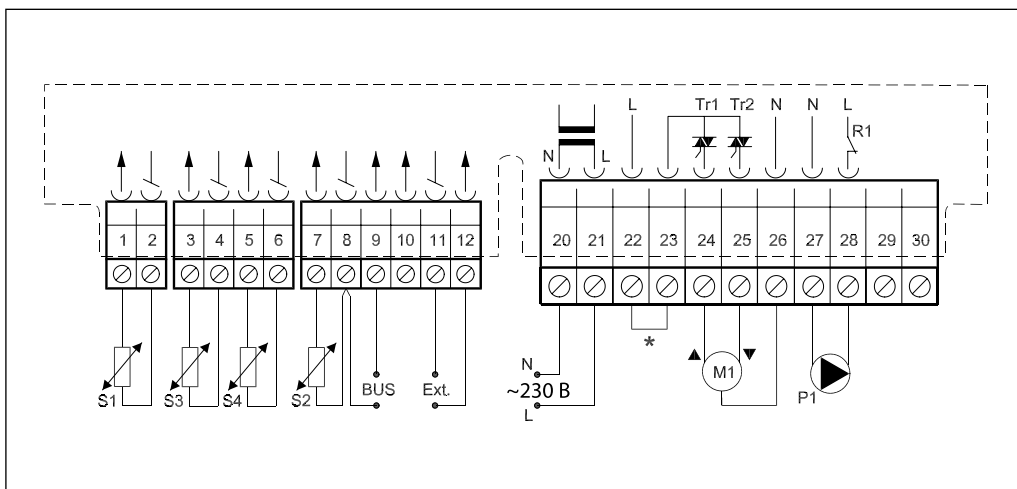 L Tr1 Tr2 N N L
R1
N L
1 2 3 4 5 6 7 8 9 10 11 12 20 21 22 23 24 25 26 27 28 29 30
*
N
M1
S1 S3 S4 S2 BUS Ext. ~230 В P1
L